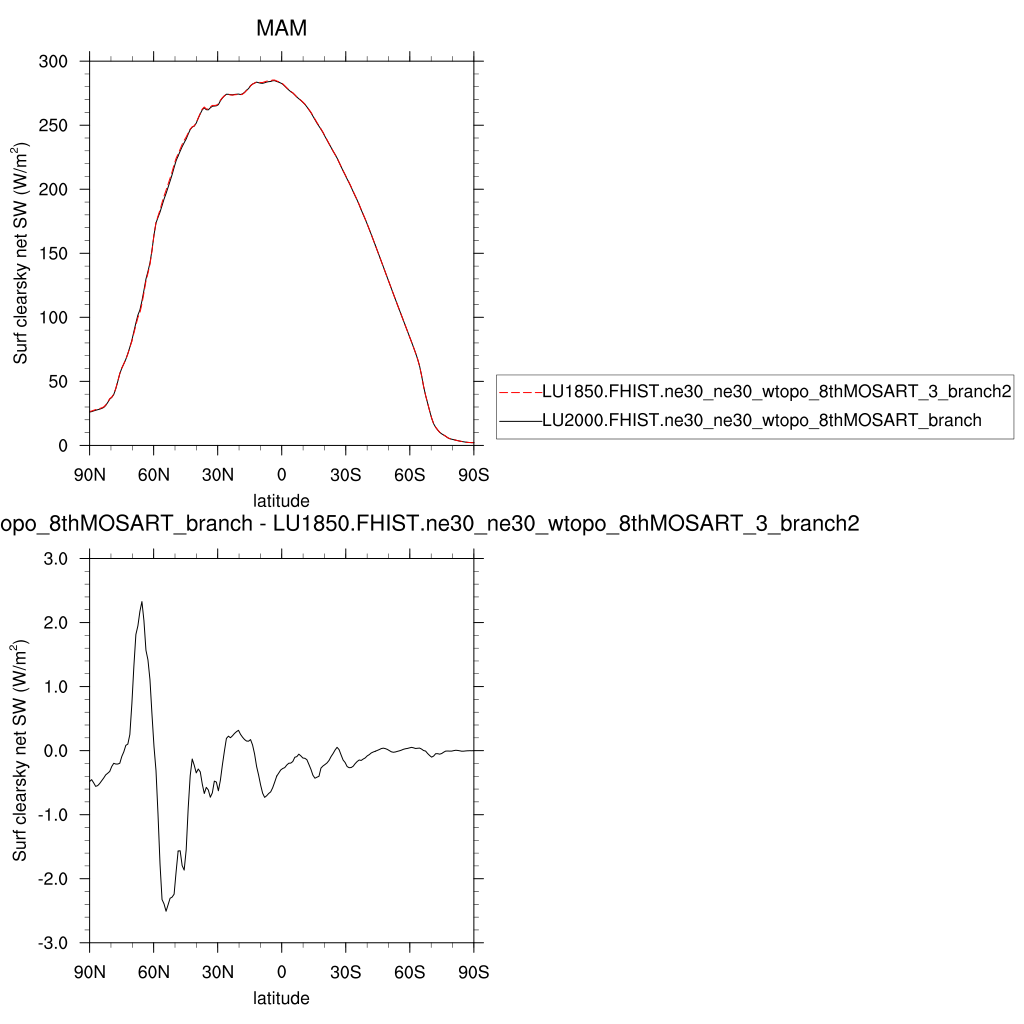 MAM
300
250
200
150
100
50
0
Surf clearsky net SW (W/m²)
90N 60N 30N 0 30S 60S 90S
latitude
LU1850.FHIST.ne30_ne30_wtopo_8thMOSART_3_branch2
LU2000.FHIST.ne30_ne30_wtopo_8thMOSART_branch
opo_8thMOSART_branch - LU1850.FHIST.ne30_ne30_wtopo_8thMOSART_3_branch2
3.0
2.0
1.0
0.0
-1.0
-2.0
-3.0
Surf clearsky net SW (W/m²)
90N 60N 30N 0 30S 60S 90S
latitude